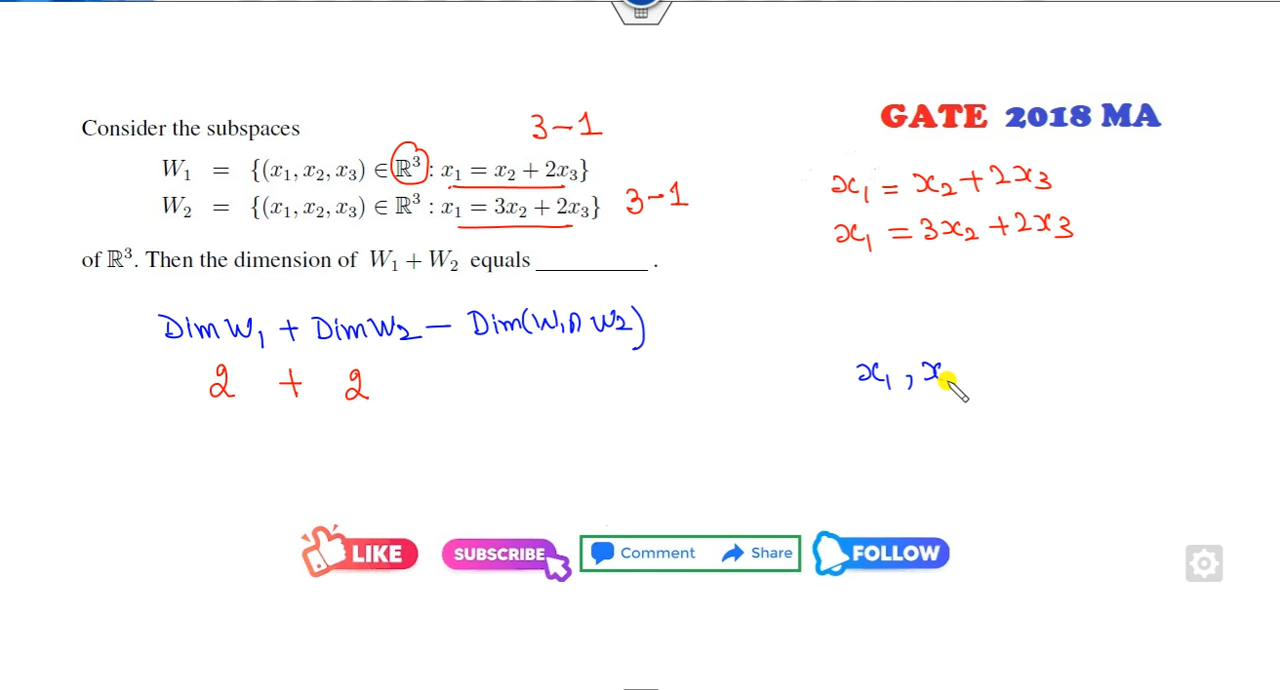 GATE 2018 MA
Consider the subspaces
3-1
W₁ = {(x₁, x₂, x₃) ∈ ℝ³ : x₁ = x₂ + 2x₃}
W₂ = {(x₁, x₂, x₃) ∈ ℝ³ : x₁ = 3x₂ + 2x₃} 3-1
of ℝ³. Then the dimension of W₁ + W₂ equals __________ .
x₁ = x₂ + 2x₃
x₁ = 3x₂ + 2x₃
Dim W₁ + Dim W₂ - Dim(W₁ ∩ W₂)
2 + 2
x₁ , x
LIKE
SUBSCRIBE
Comment Share
FOLLOW